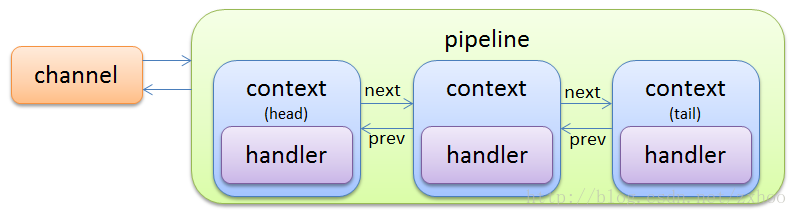 pipeline
channel
context
(head)
handler
next
prev
context
handler
next
prev
context
(tail)
handler